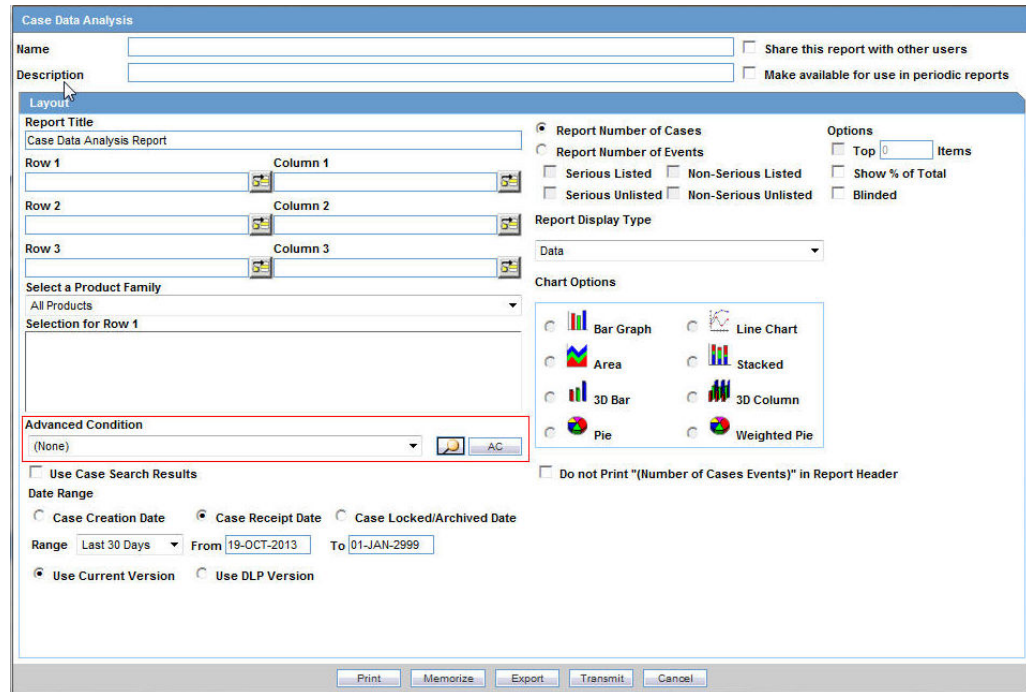 Case Data Analysis
Name
Share this report with other users
Description
Make available for use in periodic reports
Layout
Report Title
Case Data Analysis Report
Row 1 Column 1
Row 2 Column 2
Row 3 Column 3
Select a Product Family
All Products
Selection for Row 1
Advanced Condition
(None) AC
Use Case Search Results
Date Range
Case Creation Date Case Receipt Date Case Locked/Archived Date
Range Last 30 Days From 19-OCT-2013 To 01-JAN-2999
Use Current Version Use DLP Version
Report Number of Cases
Report Number of Events
Serious Listed Non-Serious Listed
Serious Unlisted Non-Serious Unlisted
Options
Top 0 Items
Show % of Total
Blinded
Report Display Type
Data
Chart Options
Bar Graph Line Chart
Area Stacked
3D Bar 3D Column
Pie Weighted Pie
Do not Print "(Number of Cases Events)" in Report Header
Print Memorize Export Transmit Cancel